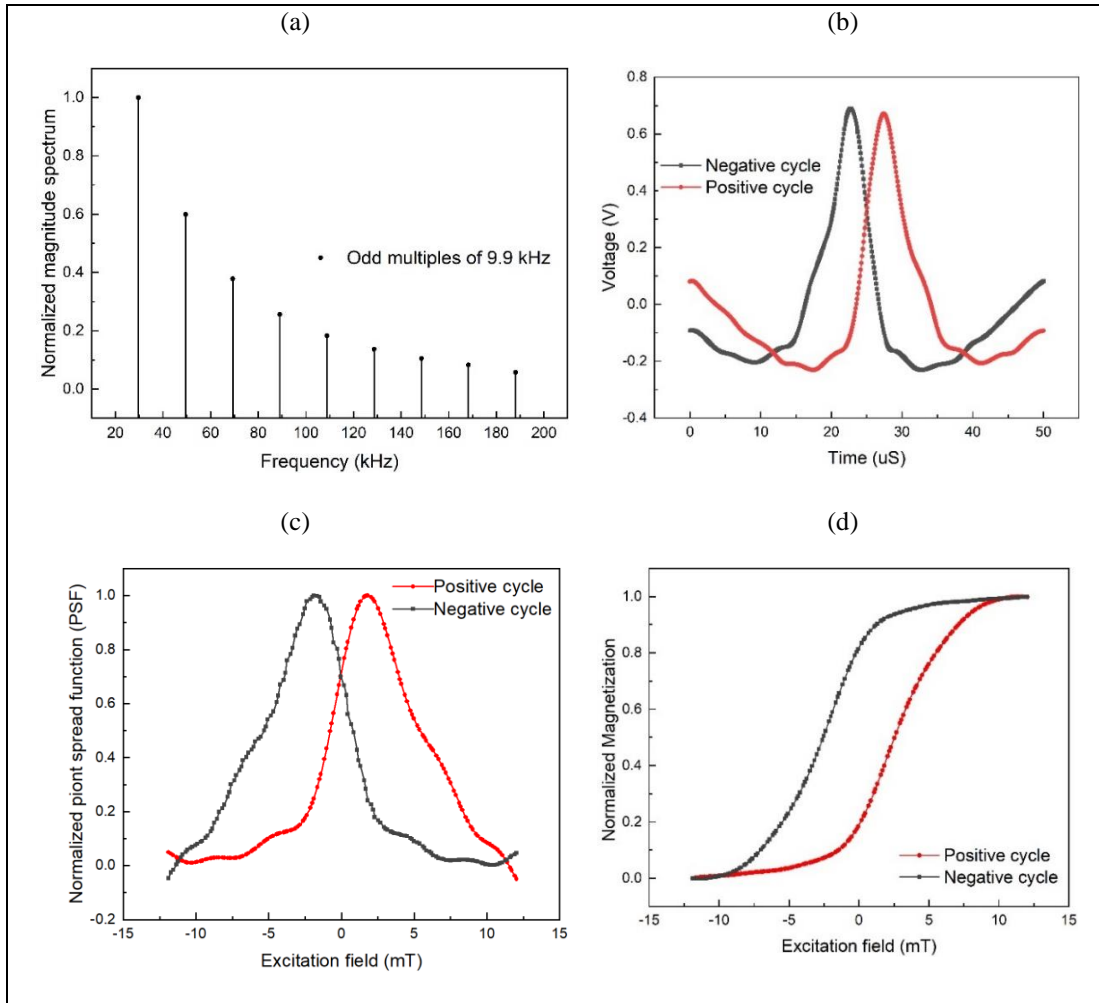 (a)
Normalized magnitude spectrum
1.0
0.8
0.6
0.4
0.2
0.0
Odd multiples of 9.9 kHz
20 40 60 80 100 120 140 160 180 200
Frequency (kHz)
(b)
Voltage (V)
0.8
0.6
0.4
0.2
0.0
-0.2
-0.4
Negative cycle
Positive cycle
0 10 20 30 40 50
Time (uS)
(c)
Normalized piont spread function (PSF)
1.0
0.8
0.6
0.4
0.2
0.0
-0.2
Positive cycle
Negative cycle
-15 -10 -5 0 5 10 15
Excitation field (mT)
(d)
Normalized Magnetization
1.0
0.8
0.6
0.4
0.2
0.0
Positive cycle
Negative cycle
-15 -10 -5 0 5 10 15
Excitation field (mT)